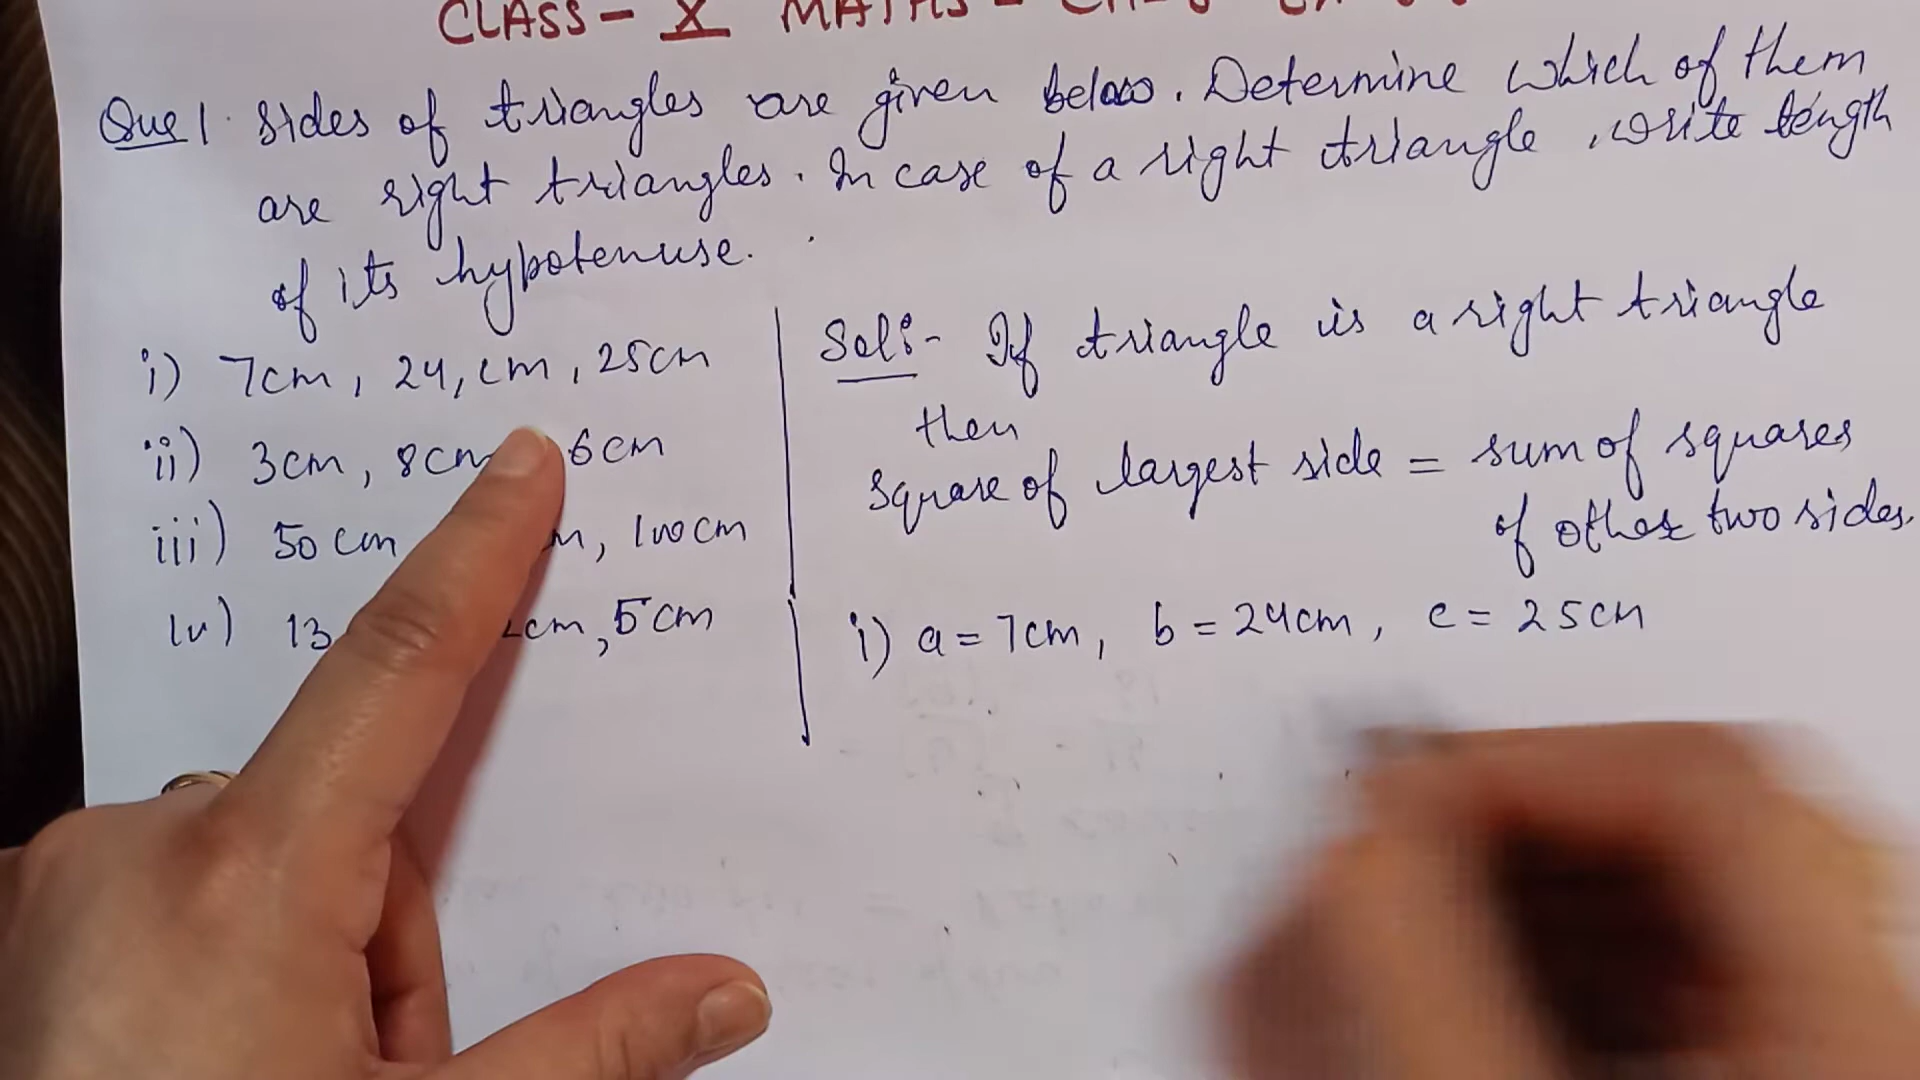 CLASS - X MATHS -
Que 1. Sides of triangles are given below. Determine which of them
are right triangles. In case of a right triangle, write length
of its hypotenuse.
i) 7cm, 24, cm, 25cm
ii) 3cm, 8cm 6cm
iii) 50 cm m, 100cm
iv) 13 cm, 5cm
Sol:- If triangle is a right triangle
then
Square of largest side = sum of squares
of other two sides.
i) a = 7cm, b = 24cm, c = 25cm